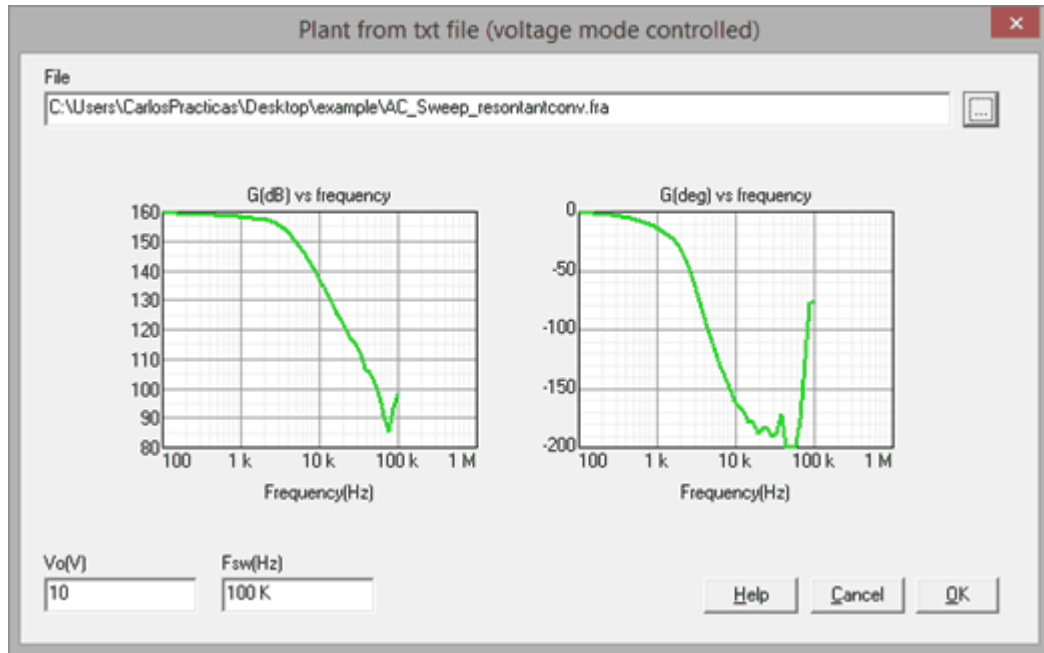 Plant from txt file (voltage mode controlled)
File
C:\Users\CarlosPracticas\Desktop\example\AC_Sweep_resontantconv.fra
...
G(dB) vs frequency
160
150
140
130
120
110
100
90
80
100 1 k 10 k 100 k 1 M
Frequency(Hz)
G(deg) vs frequency
0
-50
-100
-150
-200
100 1 k 10 k 100 k 1 M
Frequency(Hz)
Vo(V) Fsw(Hz)
10 100 K
Help Cancel OK